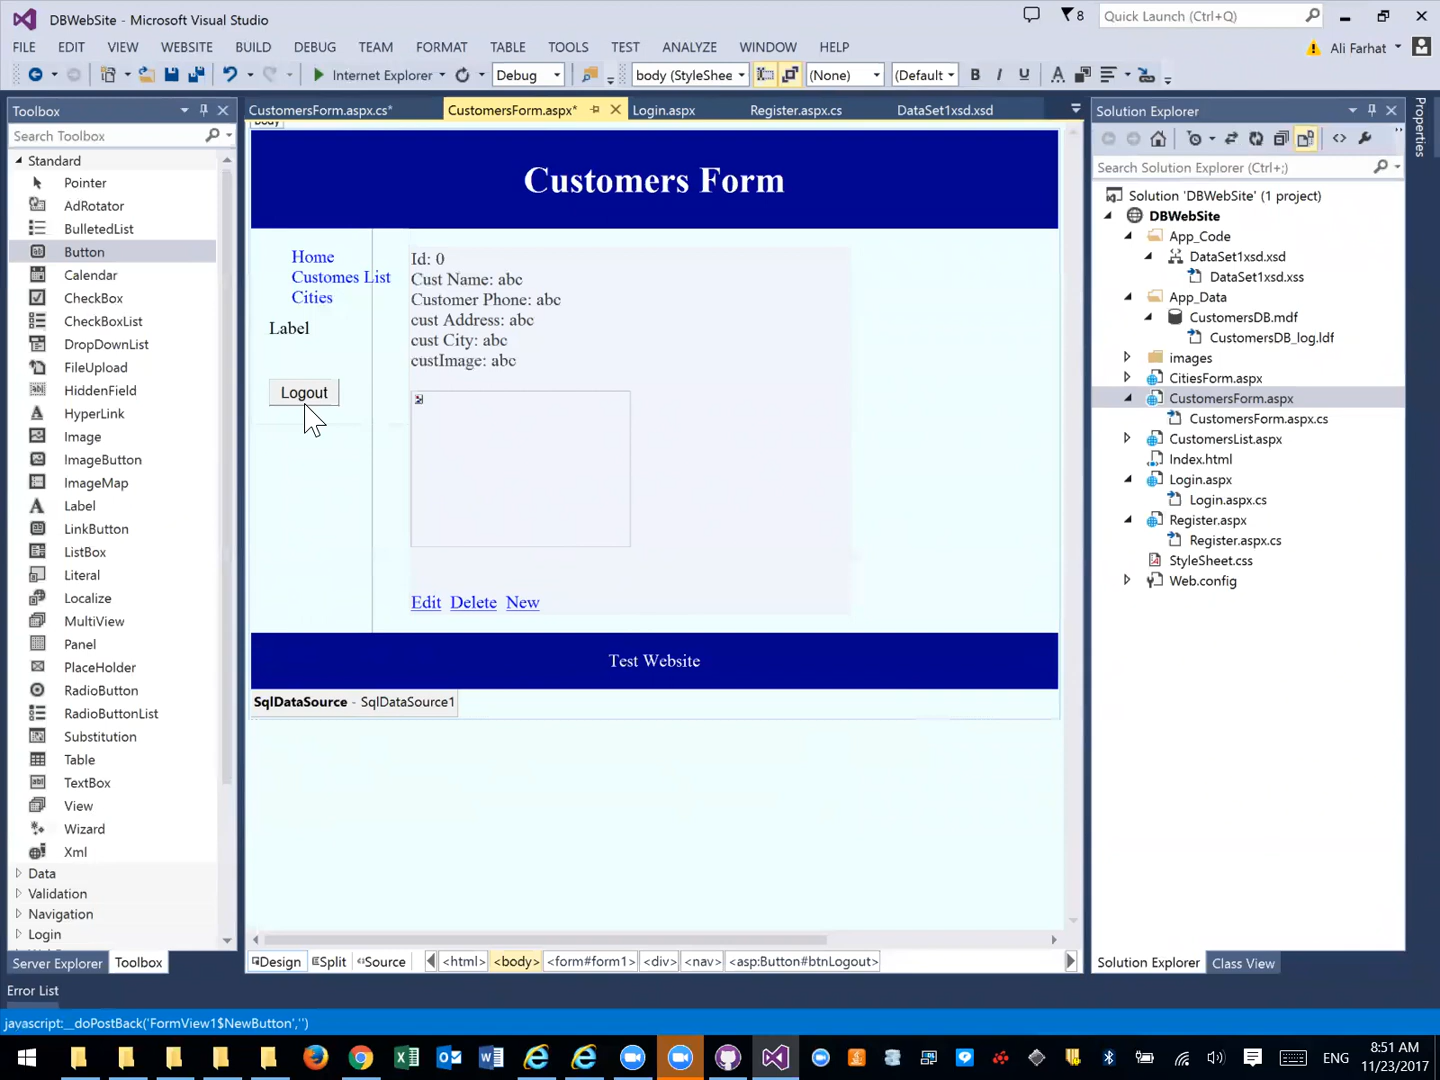 DBWebSite - Microsoft Visual Studio
8
Quick Launch (Ctrl+Q)
FILE EDIT VIEW WEBSITE BUILD DEBUG TEAM FORMAT TABLE TOOLS TEST ANALYZE WINDOW HELP
Ali Farhat
Internet Explorer
Debug
body (StyleShee
(None)
(Default
B I U
Toolbox
Search Toolbox
Standard
Pointer
AdRotator
BulletedList
Button
Calendar
CheckBox
CheckBoxList
DropDownList
FileUpload
HiddenField
HyperLink
Image
ImageButton
ImageMap
Label
LinkButton
ListBox
Literal
Localize
MultiView
Panel
PlaceHolder
RadioButton
RadioButtonList
Substitution
Table
TextBox
View
Wizard
Xml
Data
Validation
Navigation
Login
Server Explorer Toolbox
CustomersForm.aspx.cs* CustomersForm.aspx* Login.aspx Register.aspx.cs DataSet1xsd.xsd
Customers Form
Home
Customes List
Cities
Label
Logout
Id: 0
Cust Name: abc
Customer Phone: abc
cust Address: abc
cust City: abc
custImage: abc
Edit Delete New
Test Website
SqlDataSource - SqlDataSource1
Design Split Source <html> <body> <form#form1> <div> <nav> <asp:Button#btnLogout>
Solution Explorer
Search Solution Explorer (Ctrl+;)
Solution 'DBWebSite' (1 project)
DBWebSite
App_Code
DataSet1xsd.xsd
DataSet1xsd.xss
App_Data
CustomersDB.mdf
CustomersDB_log.ldf
images
CitiesForm.aspx
CustomersForm.aspx
CustomersForm.aspx.cs
CustomersList.aspx
Index.html
Login.aspx
Login.aspx.cs
Register.aspx
Register.aspx.cs
StyleSheet.css
Web.config
Solution Explorer Class View
Properties
Error List
javascript:__doPostBack('FormView1$NewButton','')
ENG
8:51 AM
11/23/2017